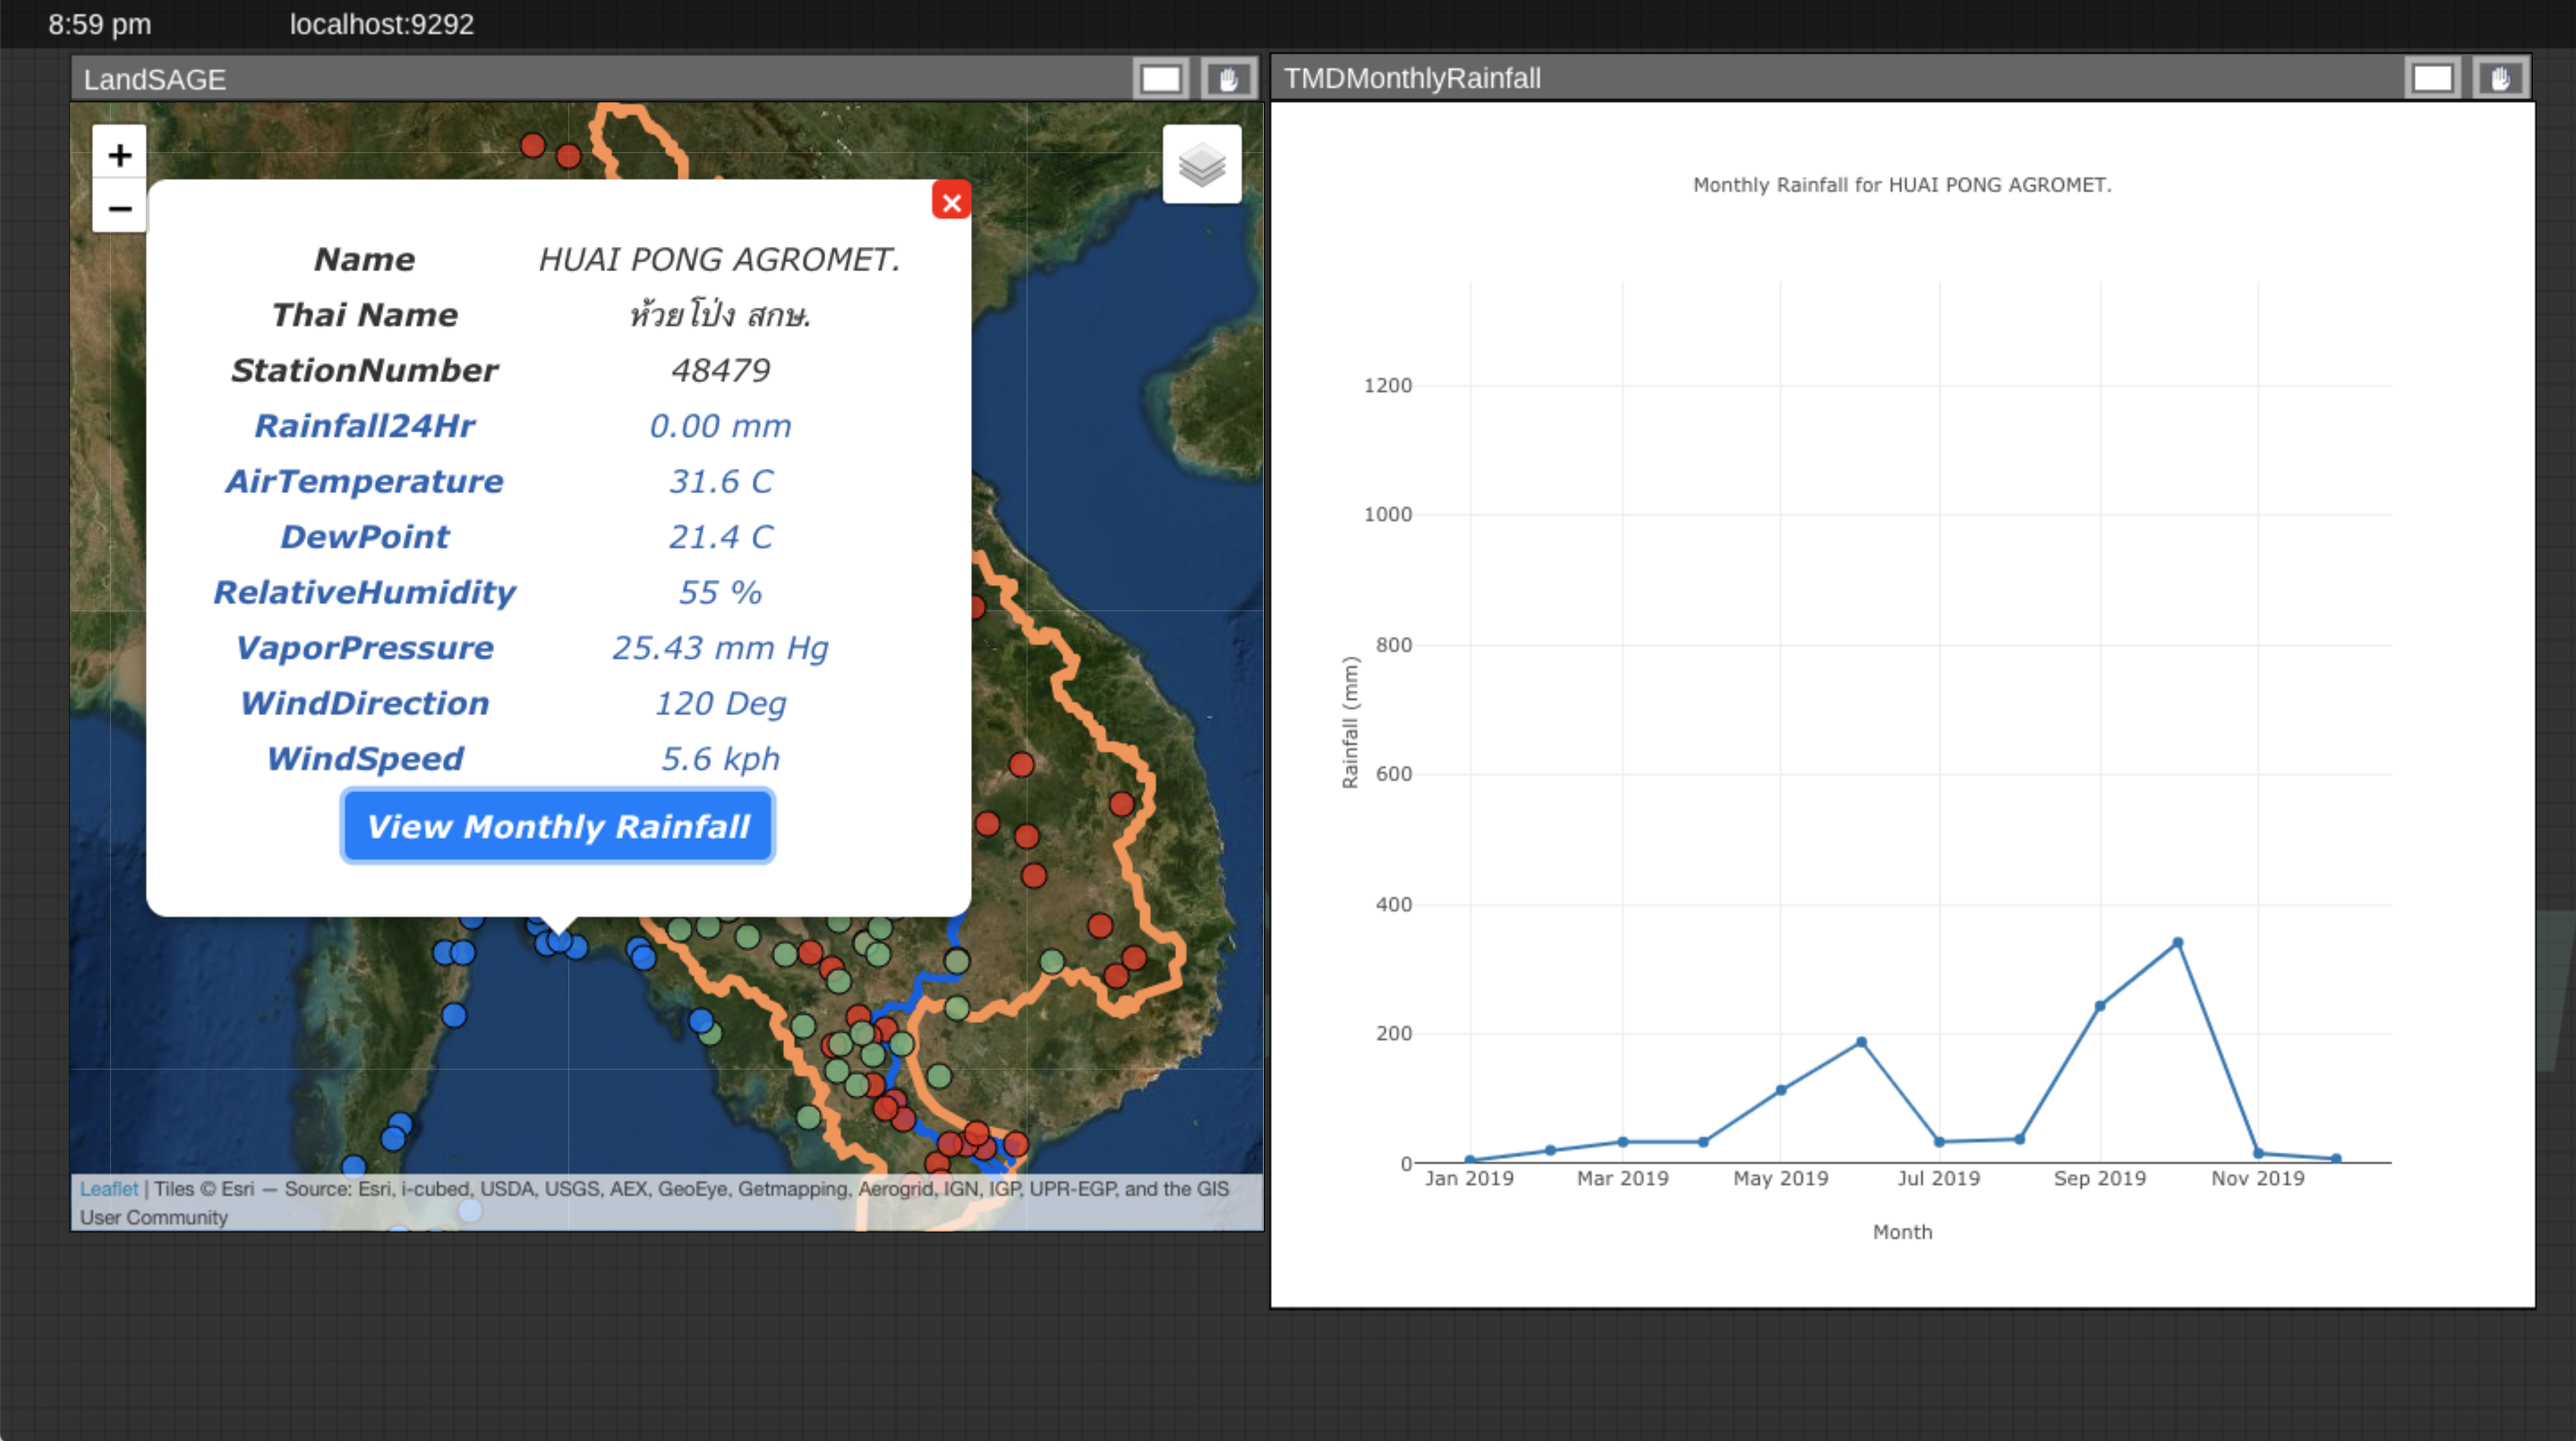 8:59 pm localhost:9292
LandSAGE
+
−
Name HUAI PONG AGROMET.
Thai Name ห้วยโป่ง สกษ.
StationNumber 48479
Rainfall24Hr 0.00 mm
AirTemperature 31.6 C
DewPoint 21.4 C
RelativeHumidity 55 %
VaporPressure 25.43 mm Hg
WindDirection 120 Deg
WindSpeed 5.6 kph
View Monthly Rainfall
Leaflet | Tiles © Esri — Source: Esri, i-cubed, USDA, USGS, AEX, GeoEye, Getmapping, Aerogrid, IGN, IGP, UPR-EGP, and the GIS
User Community
TMDMonthlyRainfall
Monthly Rainfall for HUAI PONG AGROMET.
1200
1000
800
600
400
200
0
Rainfall (mm)
Jan 2019 Mar 2019 May 2019 Jul 2019 Sep 2019 Nov 2019
Month